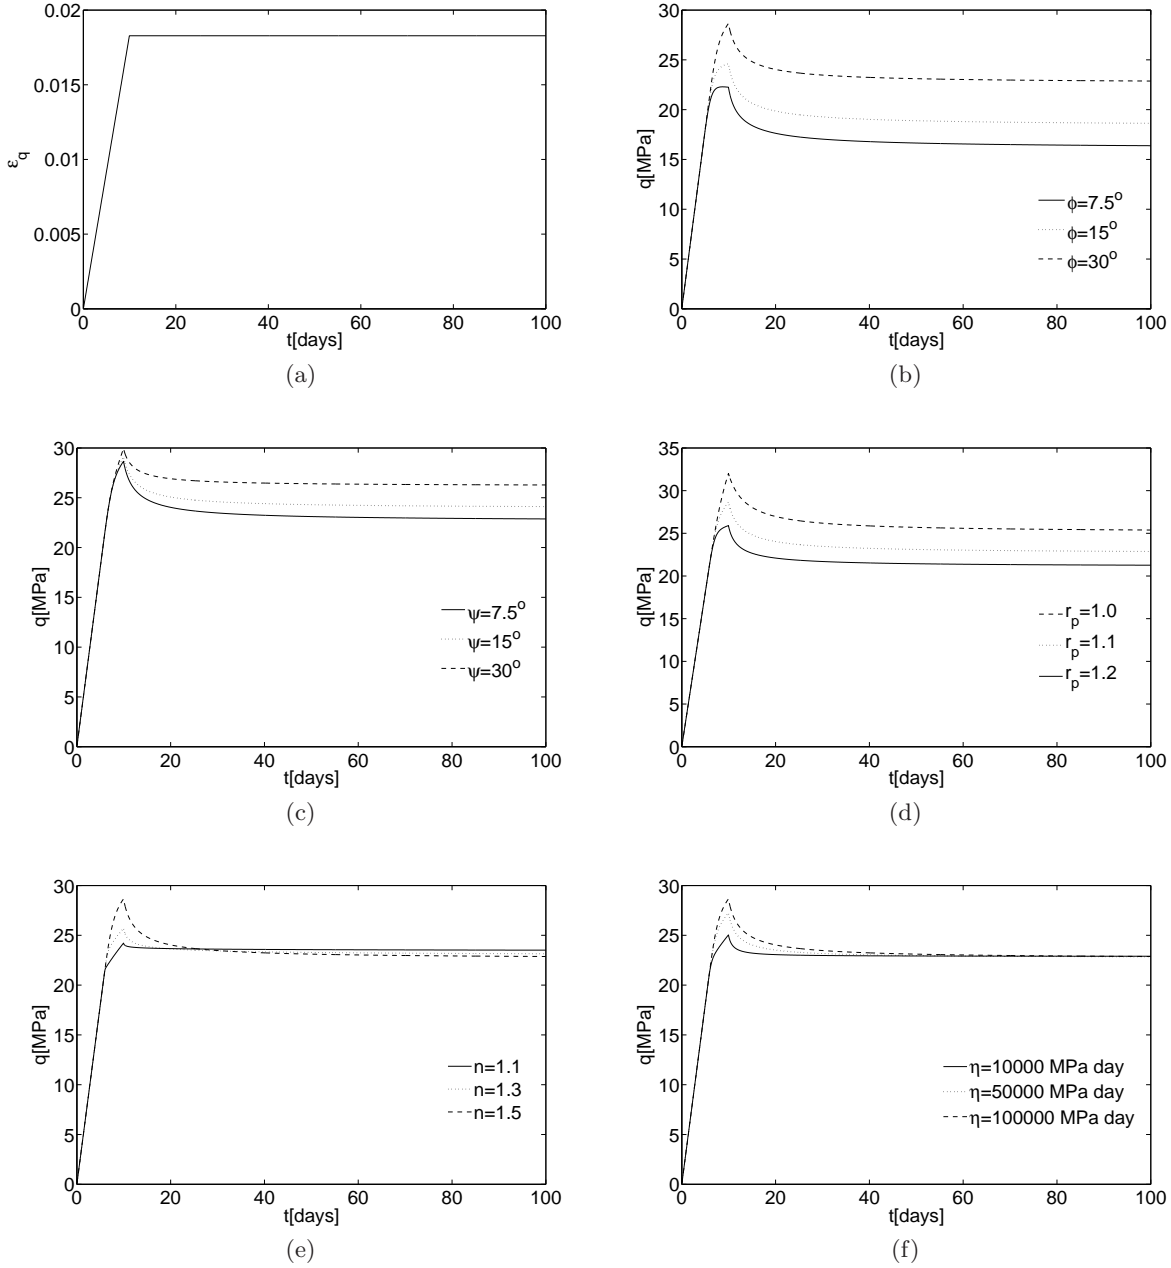 0.02
0.015
0.01
0.005
0
ε_q
0 20 40 60 80 100
t[days]
(a)
30
25
20
15
10
5
0
q[MPa]
ϕ=7.5°
ϕ=15°
ϕ=30°
0 20 40 60 80 100
t[days]
(b)
30
25
20
15
10
5
0
q[MPa]
ψ=7.5°
ψ=15°
ψ=30°
0 20 40 60 80 100
t[days]
(c)
35
30
25
20
15
10
5
0
q[MPa]
r_p=1.0
r_p=1.1
r_p=1.2
0 20 40 60 80 100
t[days]
(d)
30
25
20
15
10
5
0
q[MPa]
n=1.1
n=1.3
n=1.5
0 20 40 60 80 100
t[days]
(e)
30
25
20
15
10
5
0
q[MPa]
η=10000 MPa day
η=50000 MPa day
η=100000 MPa day
0 20 40 60 80 100
t[days]
(f)